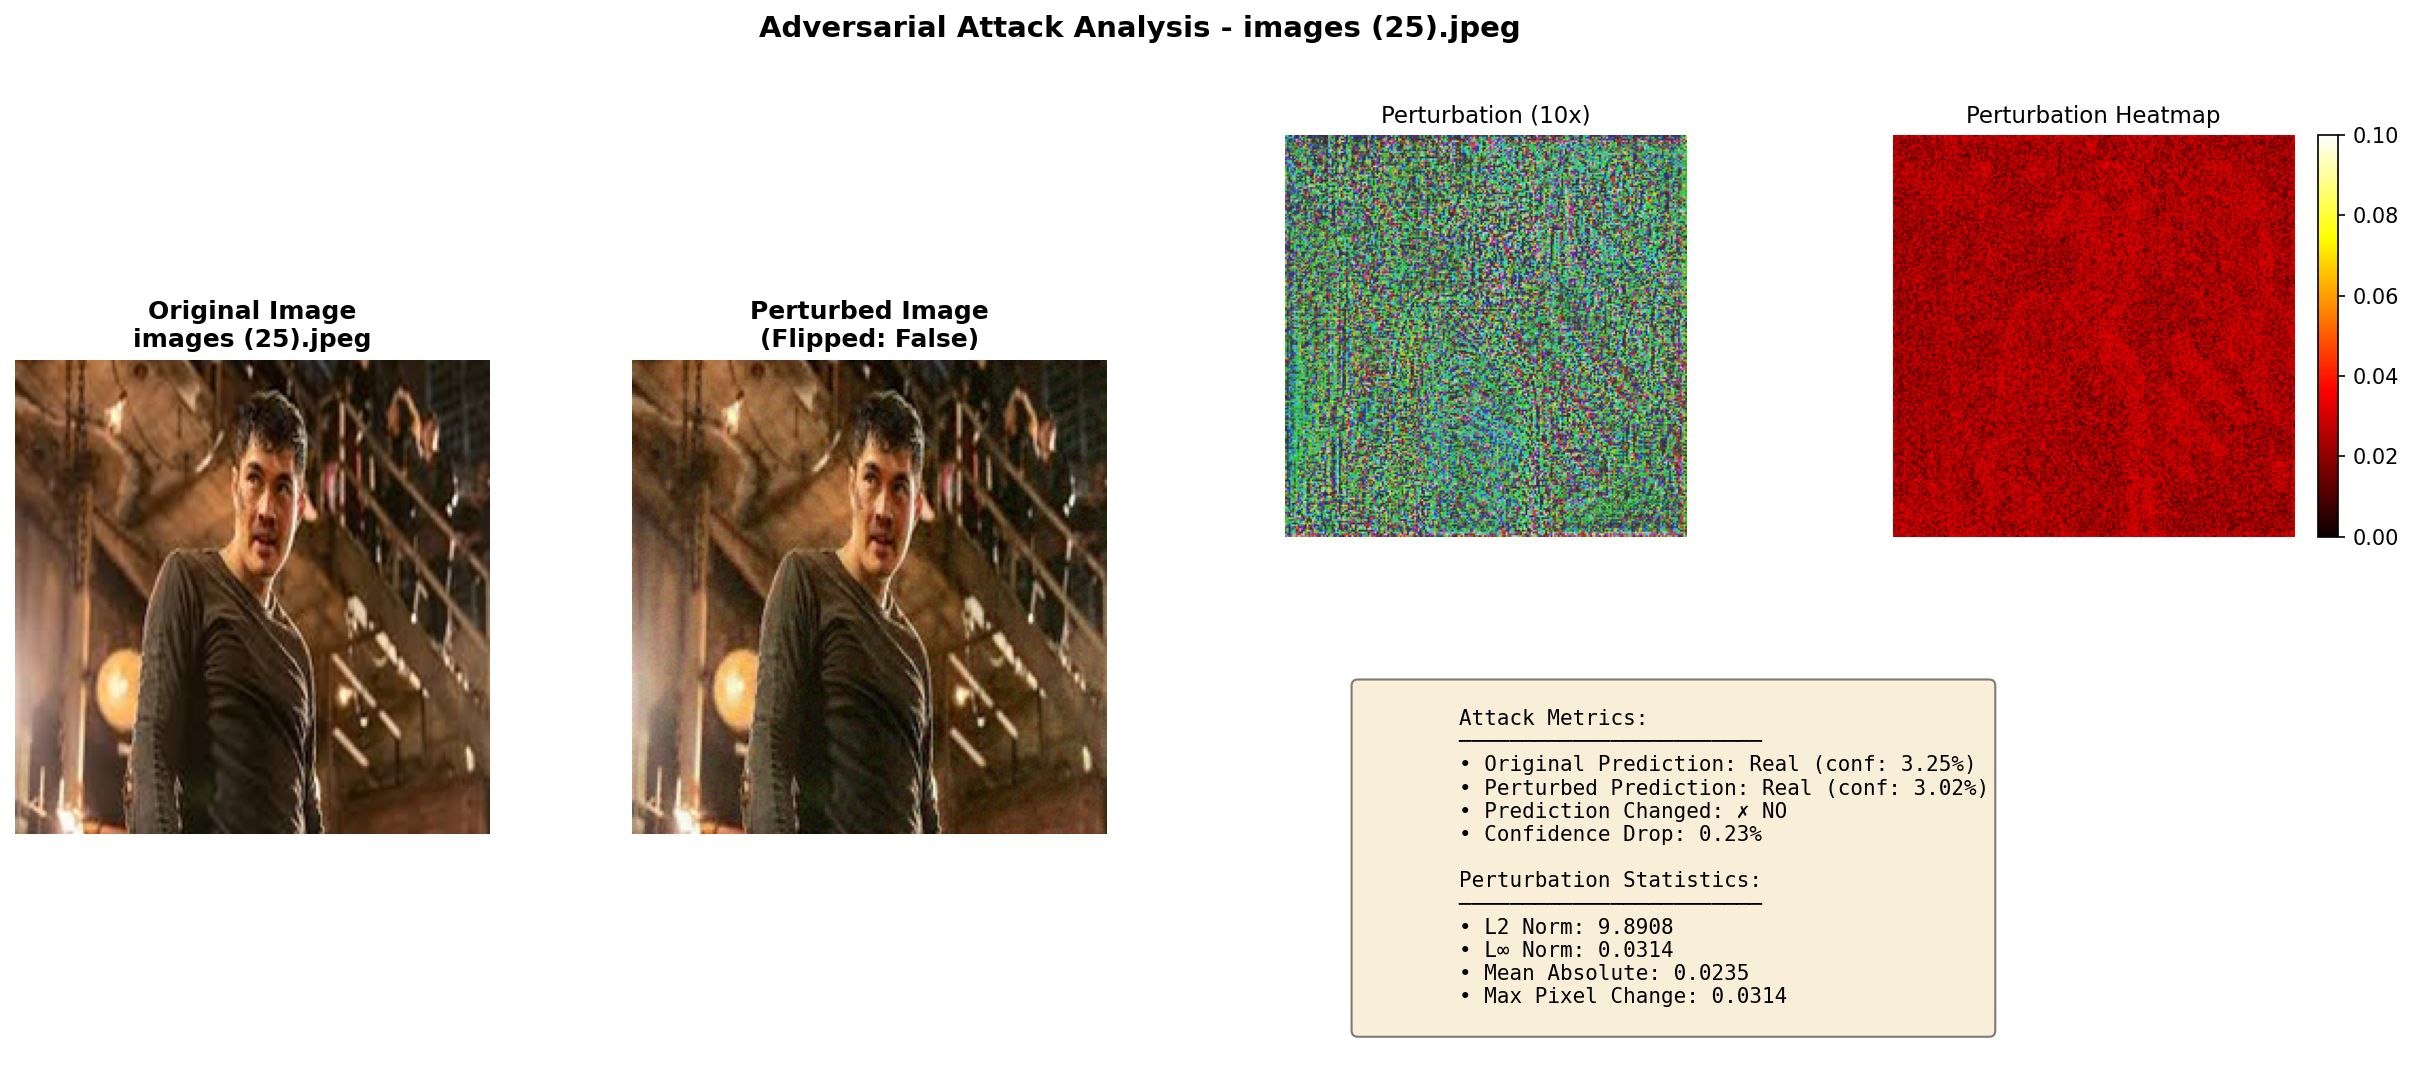 Adversarial Attack Analysis - images (25).jpeg
Original Image
images (25).jpeg
Perturbed Image
(Flipped: False)
Perturbation (10x)
Perturbation Heatmap
0.10
0.08
0.06
0.04
0.02
0.00
Attack Metrics:
• Original Prediction: Real (conf: 3.25%)
• Perturbed Prediction: Real (conf: 3.02%)
• Prediction Changed: ✗ NO
• Confidence Drop: 0.23%
Perturbation Statistics:
• L2 Norm: 9.8908
• L∞ Norm: 0.0314
• Mean Absolute: 0.0235
• Max Pixel Change: 0.0314